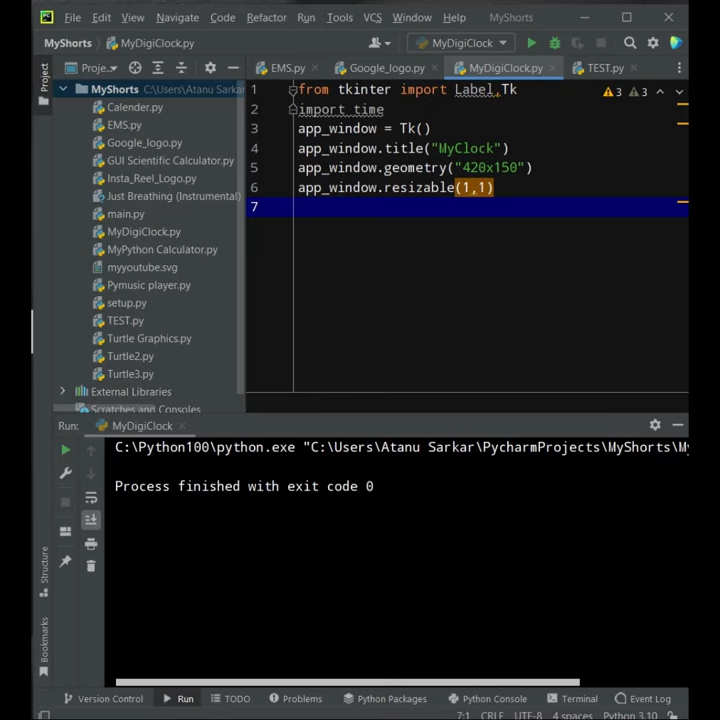 File Edit View Navigate Code Refactor Run Tools VCS Window Help MyShorts
MyShorts MyDigiClock.py MyDigiClock
Project Proje... EMS.py Google_logo.py MyDigiClock.py TEST.py
MyShorts C:\Users\Atanu Sarkar
Calender.py
EMS.py
Google_logo.py
GUI Scientific Calculator.py
Insta_Reel_Logo.py
Just Breathing (Instrumental)
main.py
MyDigiClock.py
MyPython Calculator.py
myyoutube.svg
Pymusic player.py
setup.py
TEST.py
Turtle Graphics.py
Turtle2.py
Turtle3.py
External Libraries
Scratches and Consoles
1 from tkinter import Label,Tk
2 import time
3 app_window = Tk()
4 app_window.title("MyClock")
5 app_window.geometry("420x150")
6 app_window.resizable(1,1)
7
3 3
Run: MyDigiClock
C:\Python100\python.exe "C:\Users\Atanu Sarkar\PycharmProjects\MyShorts\My
Process finished with exit code 0
Structure
Bookmarks
Version Control Run TODO Problems Python Packages Python Console Terminal Event Log
7:1 CRLF UTF-8 4 spaces Python 3.10